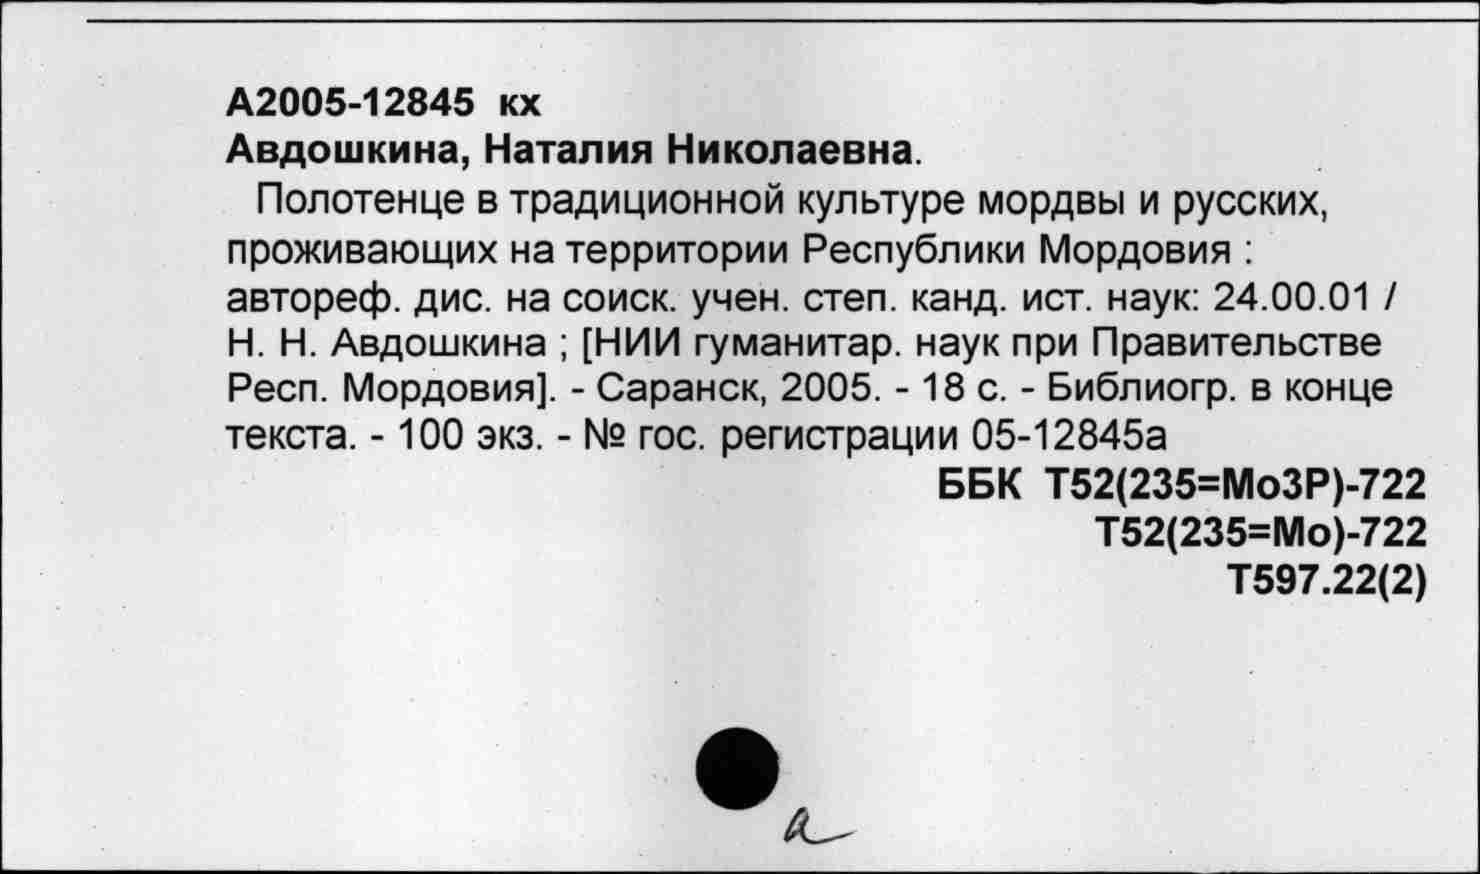 А2005-12845 кх
Авдошкина, Наталия Николаевна.
Полотенце в традиционной культуре мордвы и русских,
проживающих на территории Республики Мордовия :
автореф. дис. на соиск. учен. степ. канд. ист. наук: 24.00.01 /
Н. Н. Авдошкина ; [НИИ гуманитар. наук при Правительстве
Респ. Мордовия]. - Саранск, 2005. - 18 с. - Библиогр. в конце
текста. - 100 экз. - № гос. регистрации 05-12845а
ББК Т52(235=Мо3Р)-722
Т52(235=Мо)-722
Т597.22(2)
а